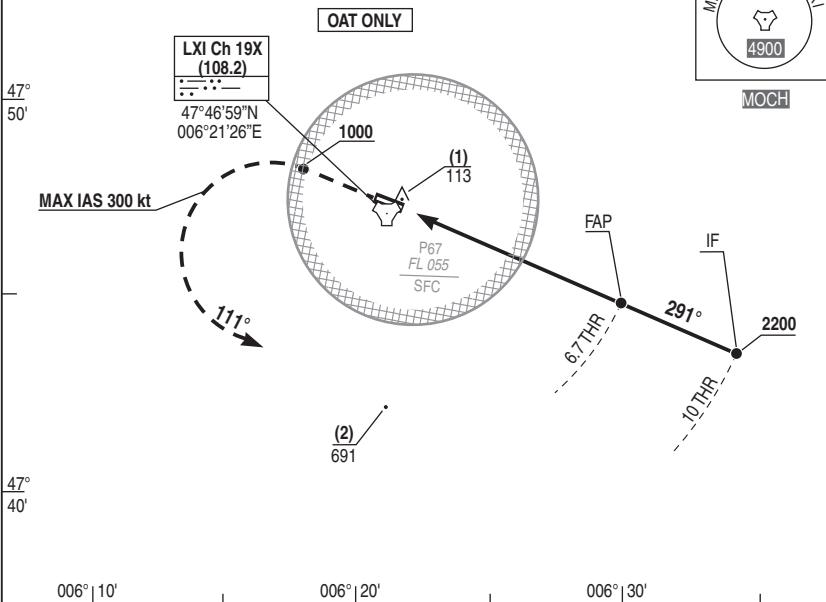 OAT ONLY
4900
MOCH
LXI Ch 19X
(108.2)
47°46'59"N
006°21'26"E
47°
50'
1000
(1)
113
MAX IAS 300 kt
P67
FL 055
SFC
FAP
IF
291°
2200
6.7 THR
10 THR
111°
(2)
691
47°
40'
006° 10'
006° 20'
006° 30'